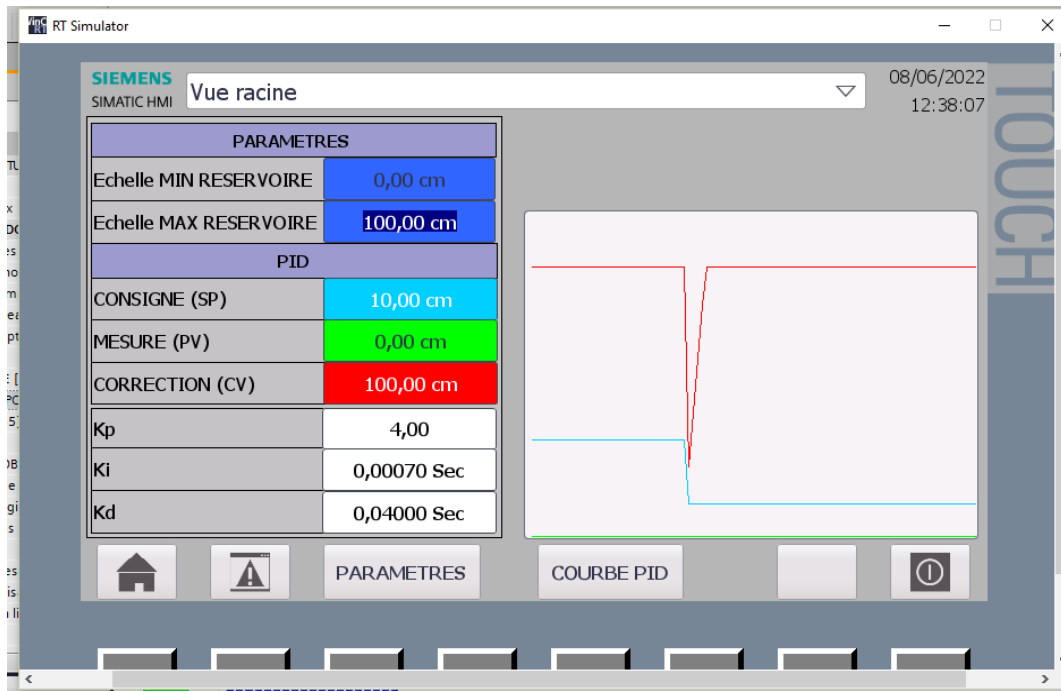 RT Simulator
SIEMENS
SIMATIC HMI
Vue racine
08/06/2022
12:38:07
TOUCH
PARAMETRES
Echelle MIN RESERVOIRE 0,00 cm
Echelle MAX RESERVOIRE 100,00 cm
PID
CONSIGNE (SP) 10,00 cm
MESURE (PV) 0,00 cm
CORRECTION (CV) 100,00 cm
Kp 4,00
Ki 0,00070 Sec
Kd 0,04000 Sec
PARAMETRES
COURBE PID